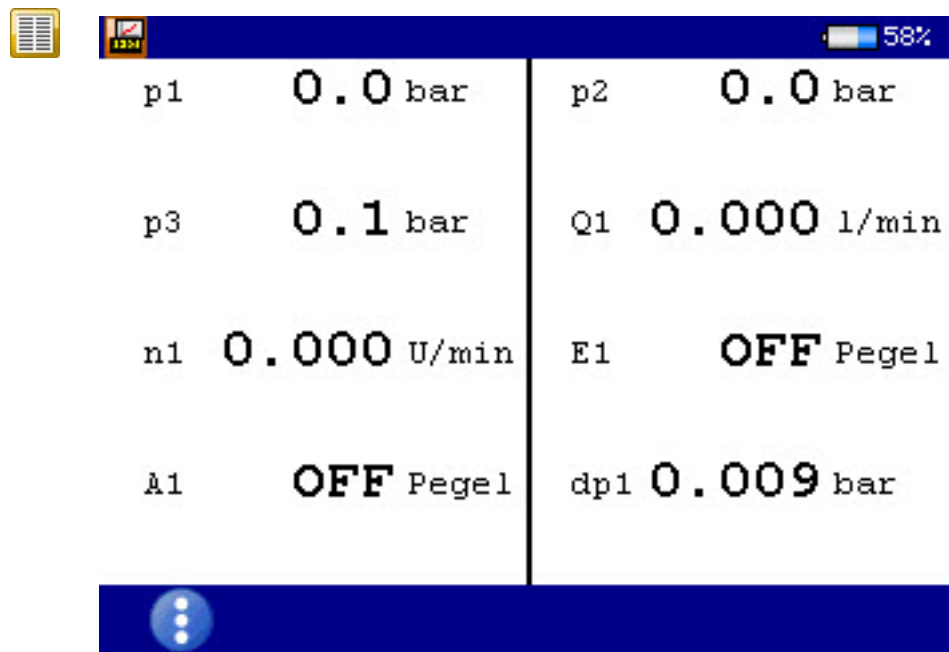 58%
p1 0.0 bar p2 0.0 bar
p3 0.1 bar Q1 0.000 l/min
n1 0.000 U/min E1 OFF Pegel
A1 OFF Pegel dp1 0.009 bar